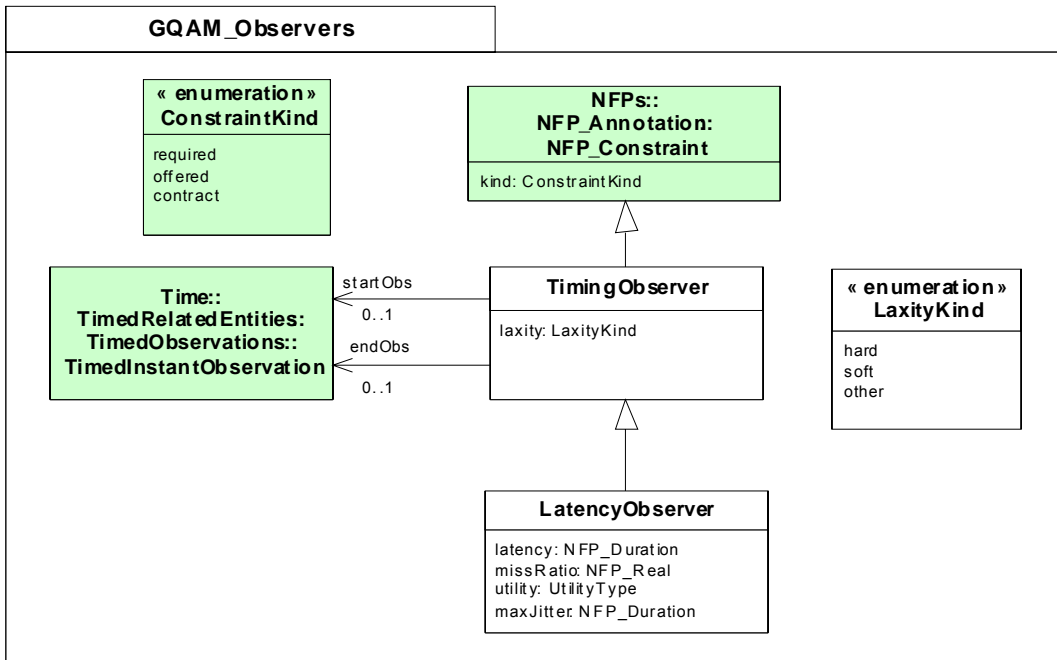 GQAM_Observers
« enumeration »
ConstraintKind
required
offered
contract
NFPs::
NFP_Annotation:
NFP_Constraint
kind: ConstraintKind
Time::
TimedRelatedEntities:
TimedObservations::
TimedInstantObservation
startObs
0..1
endObs
0..1
TimingObserver
laxity: LaxityKind
« enumeration »
LaxityKind
hard
soft
other
LatencyObserver
latency: NFP_Duration
missRatio: NFP_Real
utility: UtilityType
maxJitter: NFP_Duration